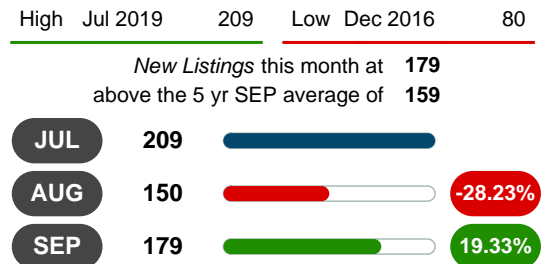 High Jul 2019 209 Low Dec 2016 80
New Listings this month at 179
above the 5 yr SEP average of 159
JUL 209
AUG 150 -28.23%
SEP 179 19.33%